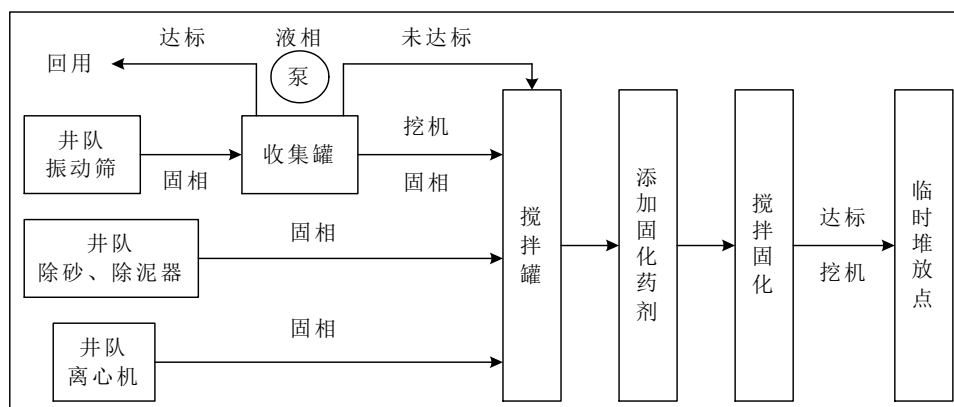 达标
液相
未达标
回用
泵
井队
振动筛
固相
收集罐
挖机
固相
井队
除砂、除泥器
固相
井队
离心机
固相
搅拌罐
添加固化药剂
搅拌固化
达标
挖机
临时堆放点